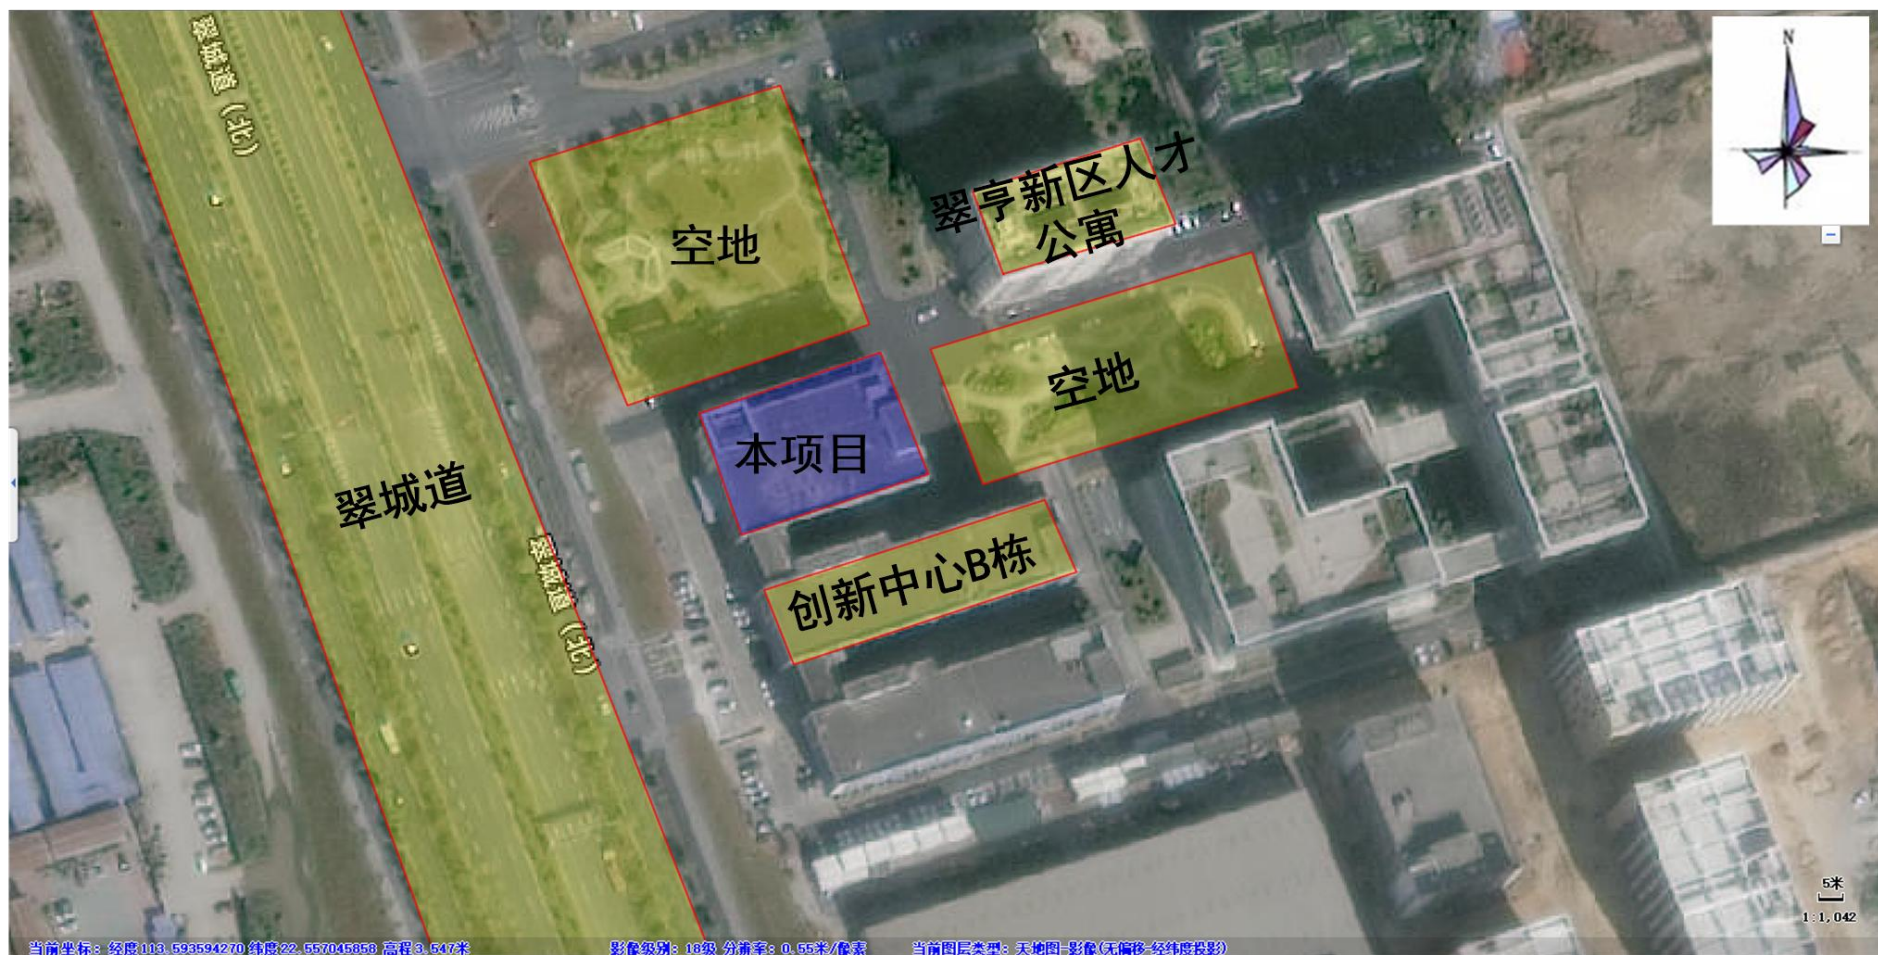 翠城道（北）
N
翠亨新区人才
公寓
空地
空地
本项目
翠城道
翠城道（北）
创新中心B栋
5米
1:1,042
当前坐标：经度113.593594270 纬度22.557045858 高程3.547米
影像级别：18级 分辨率：0.55米/像素
当前图层类型：天地图-影像(无偏移-经纬度投影)